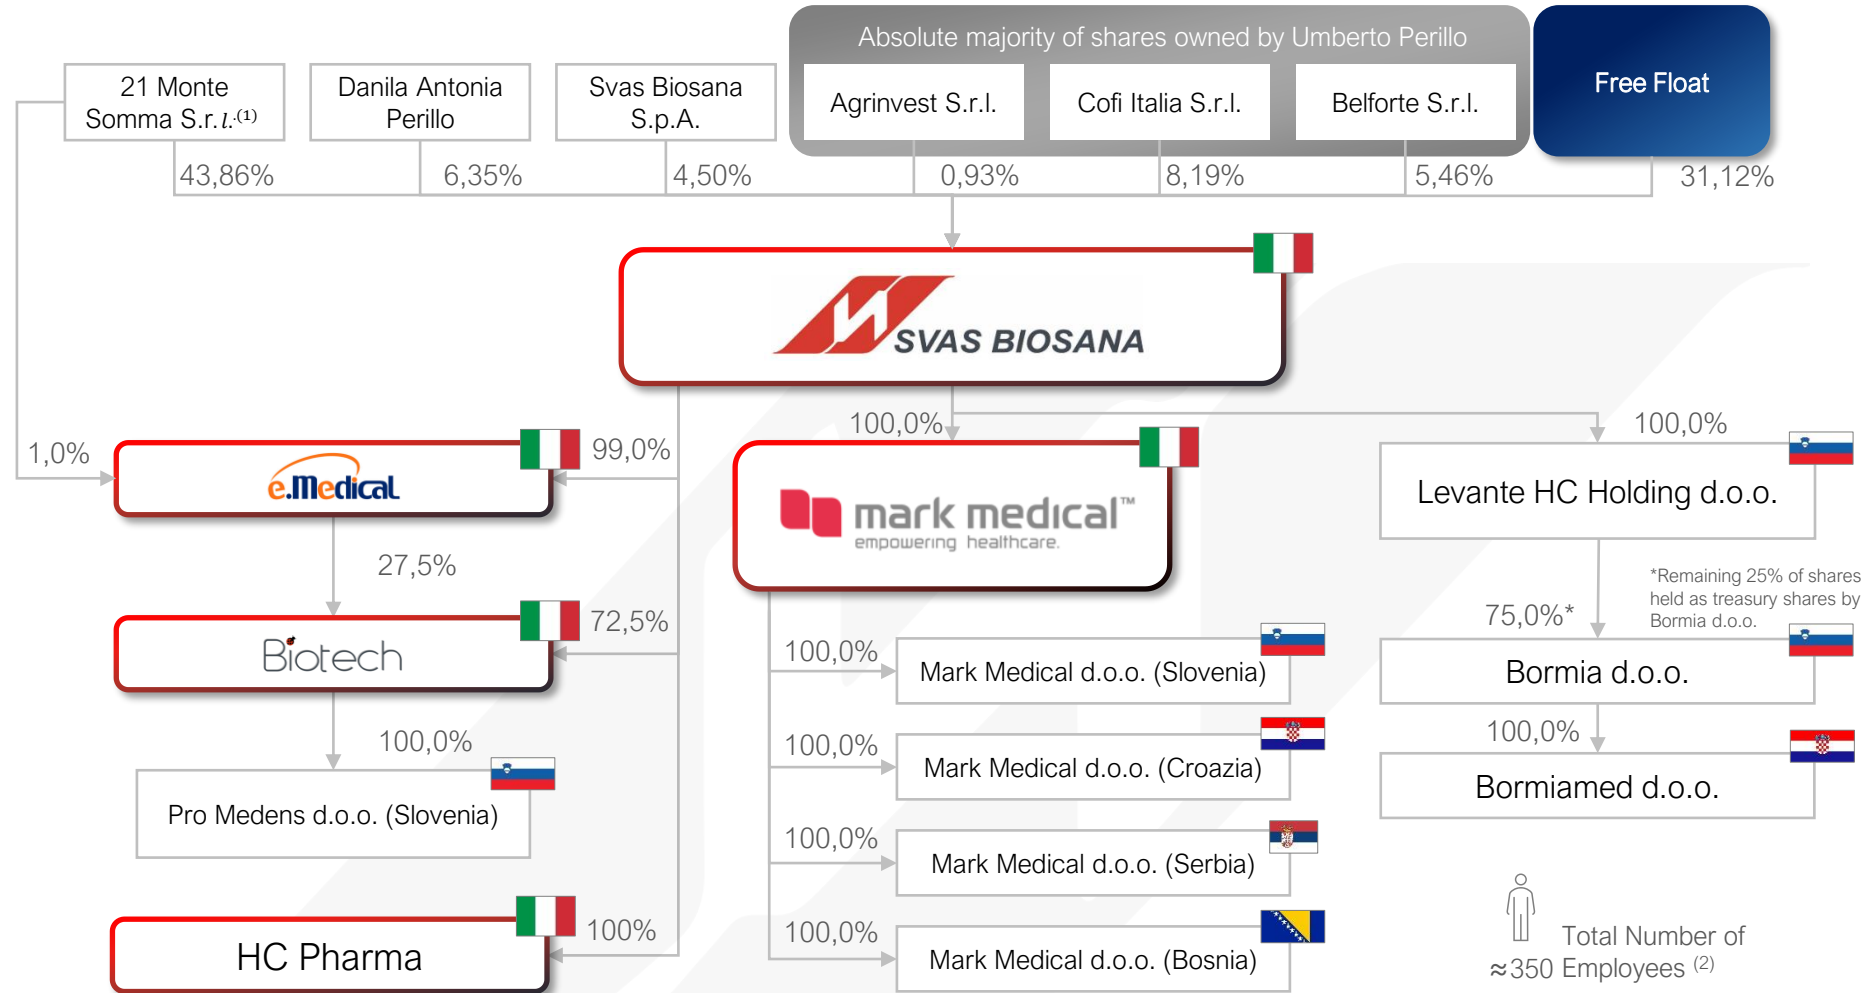 Absolute majority of shares owned by Umberto Perillo
21 Monte
Somma S.r.l.(1)
Danila Antonia
Perillo
Svas Biosana
S.p.A.
Agrinvest S.r.l.
Cofi Italia S.r.l.
Belforte S.r.l.
Free Float
43,86%
6,35%
4,50%
0,93%
8,19%
5,46%
31,12%
SVAS BIOSANA
1,0%
99,0%
100,0%
100,0%
e.Medical
mark medical™
empowering healthcare.
Levante HC Holding d.o.o.
27,5%
72,5%
*Remaining 25% of shares
held as treasury shares by
Bormia d.o.o.
75,0%*
Biotech
100,0%
Mark Medical d.o.o. (Slovenia)
Bormia d.o.o.
100,0%
100,0%
Mark Medical d.o.o. (Croazia)
100,0%
Bormiamed d.o.o.
Pro Medens d.o.o. (Slovenia)
100,0%
Mark Medical d.o.o. (Serbia)
HC Pharma
100%
100,0%
Mark Medical d.o.o. (Bosnia)
Total Number of
≈350 Employees (2)